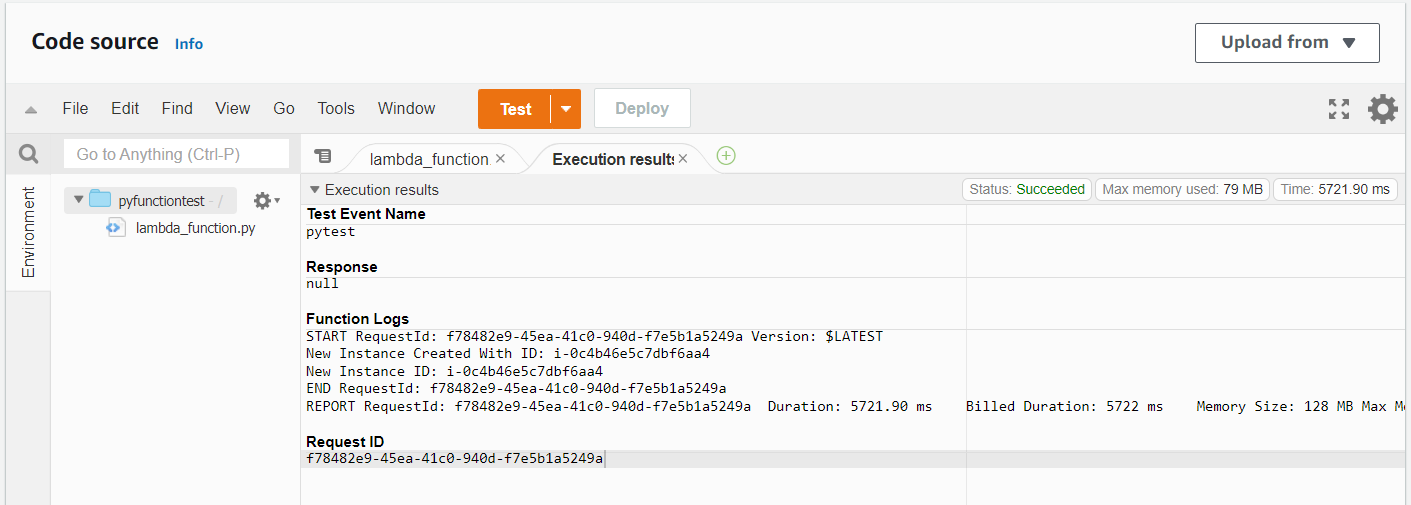 Code source Info
Upload from
File Edit Find View Go Tools Window Test Deploy
Go to Anything (Ctrl-P)
lambda_function Execution results
Environment
pyfunctiontest - /
lambda_function.py
Execution results
Status: Succeeded Max memory used: 79 MB Time: 5721.90 ms
Test Event Name
pytest
Response
null
Function Logs
START RequestId: f78482e9-45ea-41c0-940d-f7e5b1a5249a Version: $LATEST
New Instance Created With ID: i-0c4b46e5c7dbf6aa4
New Instance ID: i-0c4b46e5c7dbf6aa4
END RequestId: f78482e9-45ea-41c0-940d-f7e5b1a5249a
REPORT RequestId: f78482e9-45ea-41c0-940d-f7e5b1a5249a Duration: 5721.90 ms Billed Duration: 5722 ms Memory Size: 128 MB Max
Request ID
f78482e9-45ea-41c0-940d-f7e5b1a5249a